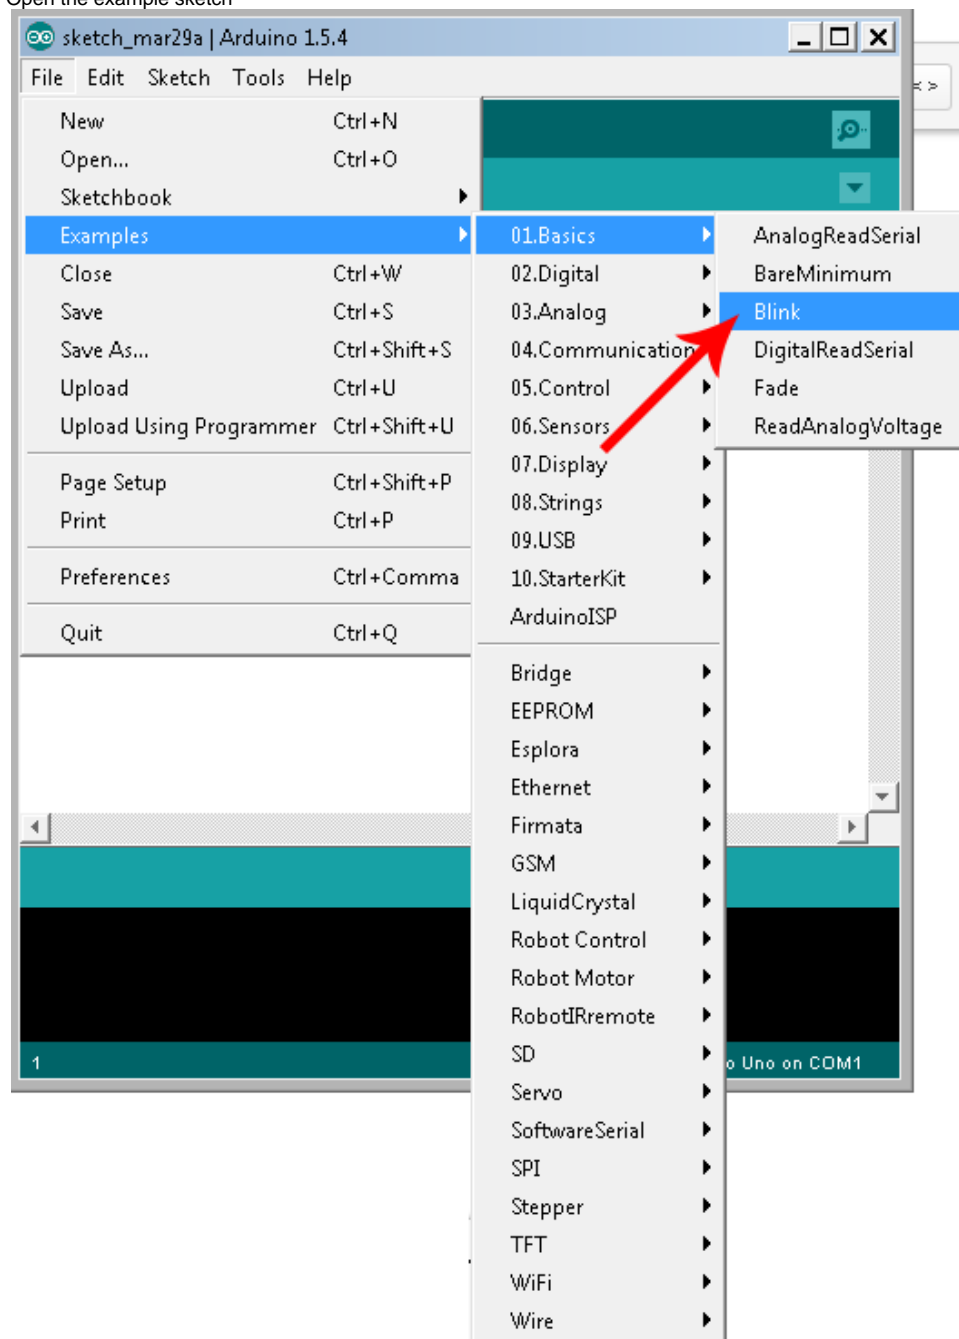 Open the example sketch
sketch_mar29a | Arduino 1.5.4
File Edit Sketch Tools Help
New Ctrl+N
Open... Ctrl+O
Sketchbook
Examples
Close Ctrl+W
Save Ctrl+S
Save As... Ctrl+Shift+S
Upload Ctrl+U
Upload Using Programmer Ctrl+Shift+U
Page Setup Ctrl+Shift+P
Print Ctrl+P
Preferences Ctrl+Comma
Quit Ctrl+Q
01.Basics
02.Digital
03.Analog
04.Communication
05.Control
06.Sensors
07.Display
08.Strings
09.USB
10.StarterKit
ArduinoISP
Bridge
EEPROM
Esplora
Ethernet
Firmata
GSM
LiquidCrystal
Robot Control
Robot Motor
RobotIRremote
SD
Servo
SoftwareSerial
SPI
Stepper
TFT
WiFi
Wire
AnalogReadSerial
BareMinimum
Blink
DigitalReadSerial
Fade
ReadAnalogVoltage
< >
1
o Uno on COM1